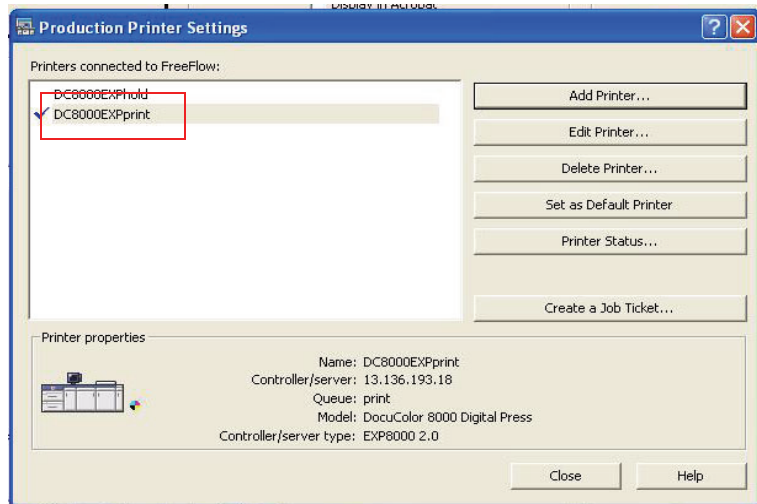 Display in Acrobat
Production Printer Settings
Printers connected to FreeFlow:
DC8000EXPhold
DC8000EXPprint
Add Printer...
Edit Printer...
Delete Printer...
Set as Default Printer
Printer Status...
Create a Job Ticket...
Printer properties
Name: DC8000EXPprint
Controller/server: 13.136.193.18
Queue: print
Model: DocuColor 8000 Digital Press
Controller/server type: EXP8000 2.0
Close
Help